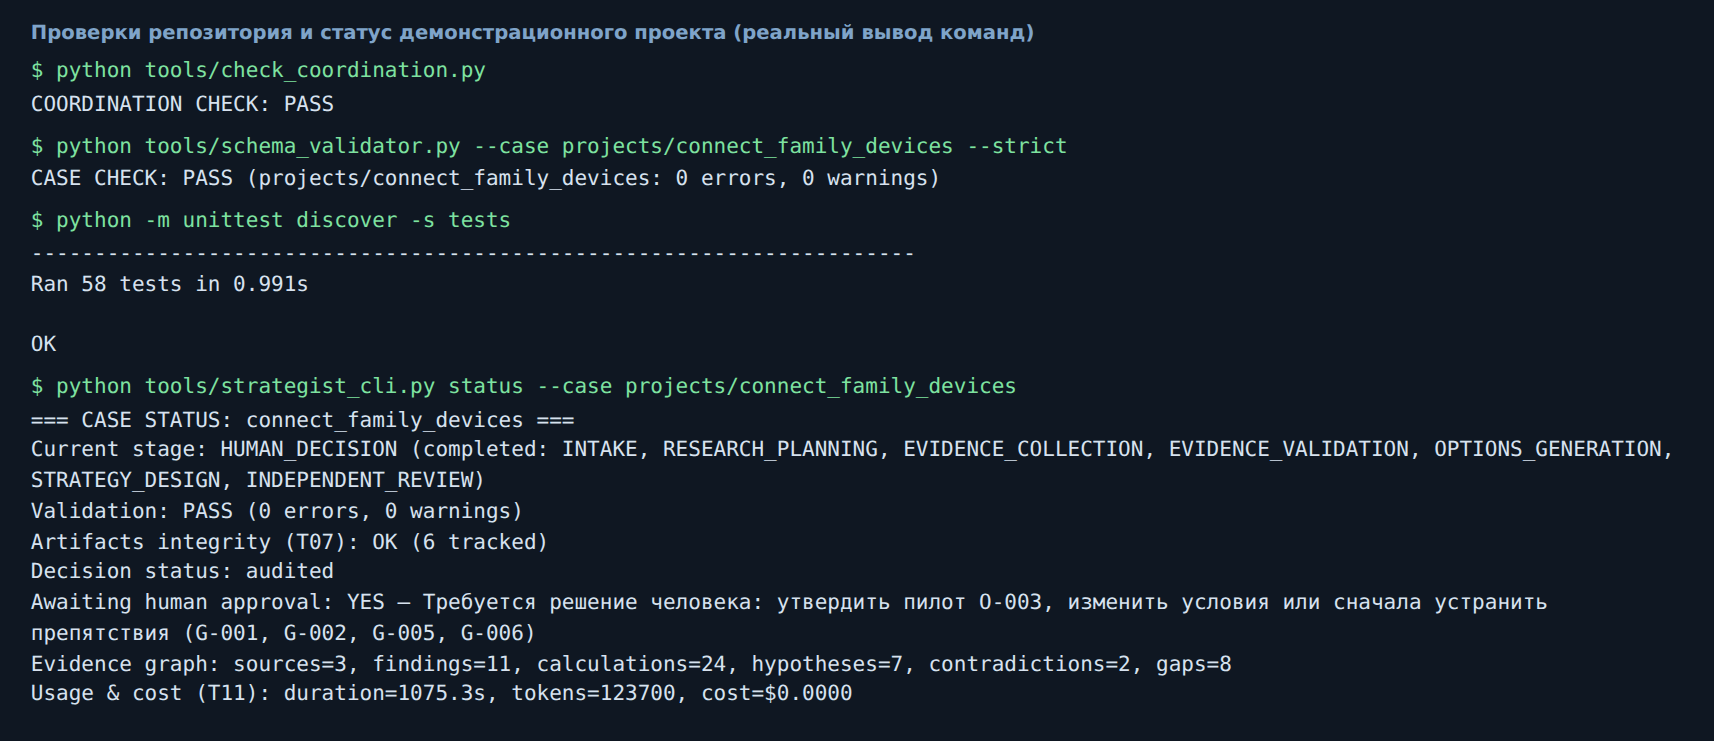 Проверки репозитория и статус демонстрационного проекта (реальный вывод команд)
$ python tools/check_coordination.py
COORDINATION CHECK: PASS
$ python tools/schema_validator.py --case projects/connect_family_devices --strict
CASE CHECK: PASS (projects/connect_family_devices: 0 errors, 0 warnings)
$ python -m unittest discover -s tests
----------------------------------------------------------------------
Ran 58 tests in 0.991s
OK
$ python tools/strategist_cli.py status --case projects/connect_family_devices
=== CASE STATUS: connect_family_devices ===
Current stage: HUMAN_DECISION (completed: INTAKE, RESEARCH_PLANNING, EVIDENCE_COLLECTION, EVIDENCE_VALIDATION, OPTIONS_GENERATION,
STRATEGY_DESIGN, INDEPENDENT_REVIEW)
Validation: PASS (0 errors, 0 warnings)
Artifacts integrity (T07): OK (6 tracked)
Decision status: audited
Awaiting human approval: YES — Требуется решение человека: утвердить пилот O-003, изменить условия или сначала устранить
препятствия (G-001, G-002, G-005, G-006)
Evidence graph: sources=3, findings=11, calculations=24, hypotheses=7, contradictions=2, gaps=8
Usage & cost (T11): duration=1075.3s, tokens=123700, cost=$0.0000